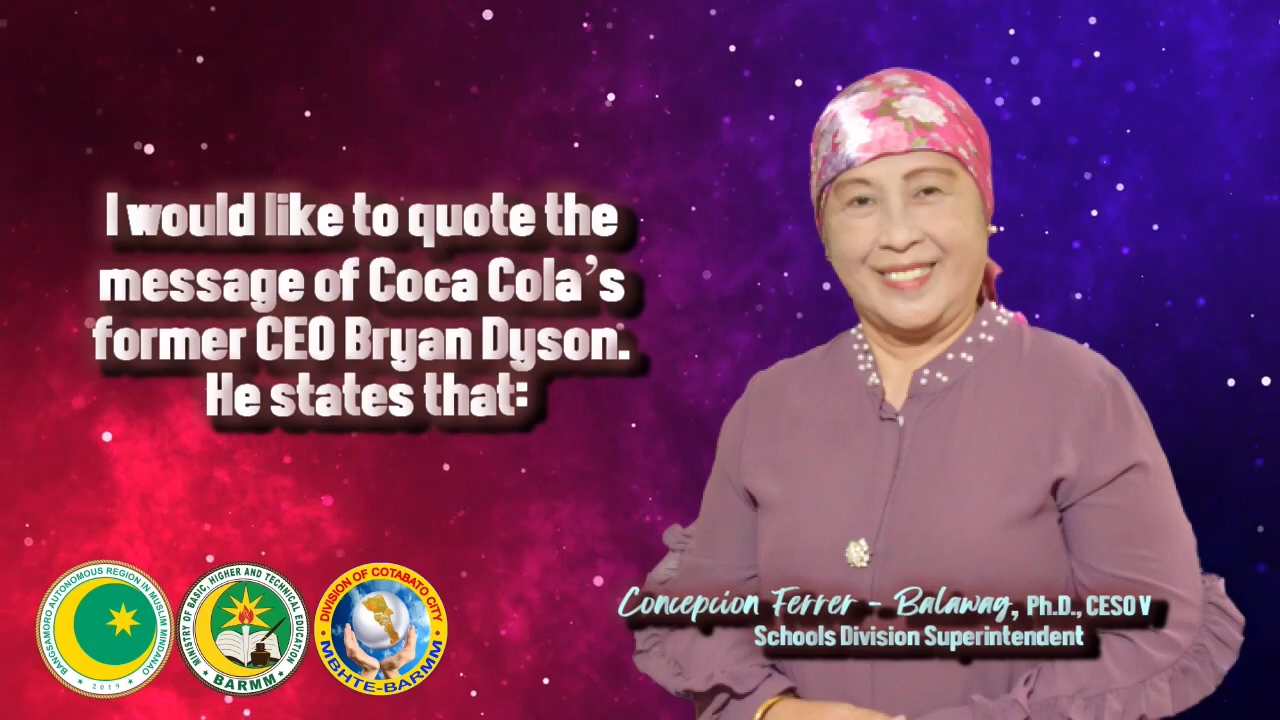 I would like to quote the
message of Coca Cola’s
former CEO Bryan Dyson.
He states that:
Concepcion Ferrer - Balawag, Ph.D., CESO V
Schools Division Superintendent
BANGSAMORO AUTONOMOUS REGION IN MUSLIM MINDANAO
2019
MINISTRY OF BASIC, HIGHER AND TECHNICAL EDUCATION
BARMM
DIVISION OF COTABATO CITY
MBHTE-BARMM